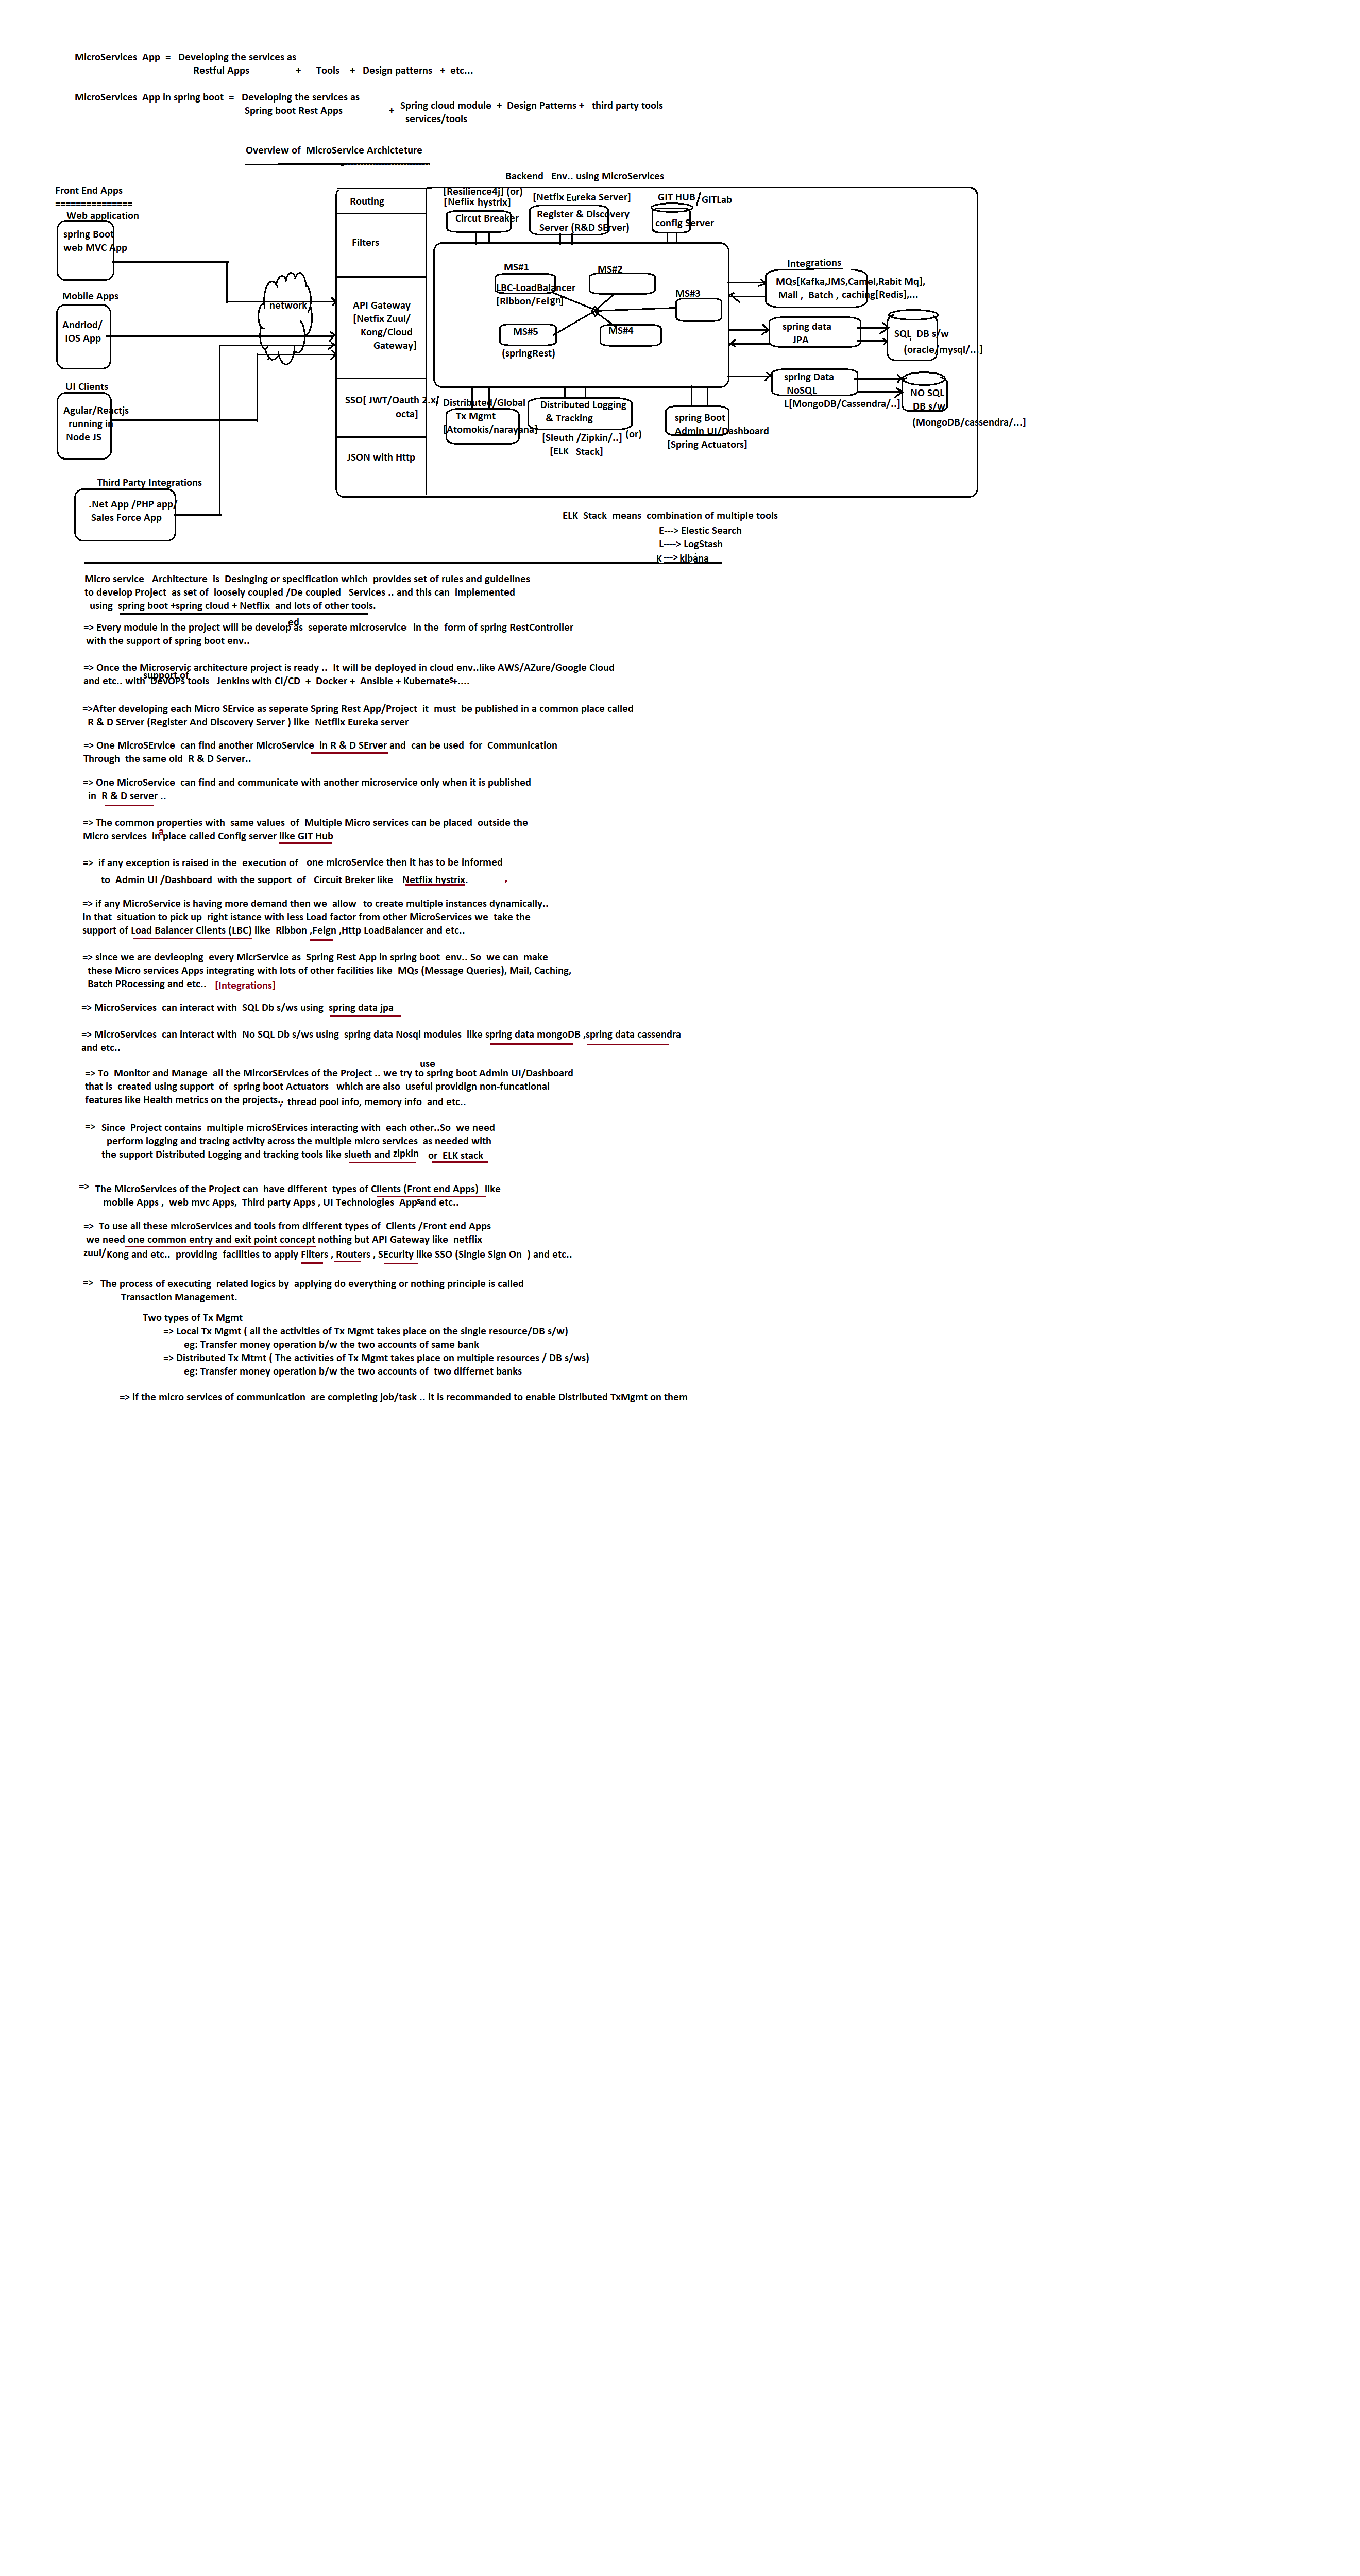 MicroServices App = Developing the services as
Restful Apps + Tools + Design patterns + etc...
MicroServices App in spring boot = Developing the services as
Spring boot Rest Apps + Spring cloud module + Design Patterns + third party tools
services/tools
Overview of MicroService Archicteture
Backend Env.. using MicroServices
Front End Apps
===============
Web application
spring Boot
web MVC App
Mobile Apps
Andriod/
IOS App
UI Clients
Agular/Reactjs
running in
Node JS
Third Party Integrations
.Net App /PHP app/
Sales Force App
network
Routing
Filters
API Gateway
[Netfix Zuul/
Kong/Cloud
Gateway]
SSO[ JWT/Oauth 2.x/
octa]
JSON with Http
[Resilience4j] (or)
[Neflix hystrix]
Circut Breaker
[Netflx Eureka Server]
Register & Discovery
Server (R&D SErver)
GIT HUB/GITLab
config Server
MS#1
LBC-LoadBalancer
[Ribbon/Feign]
MS#2
MS#3
MS#5
(springRest)
MS#4
Integrations
MQs[Kafka,JMS,Camel,Rabit Mq],
Mail , Batch , caching[Redis],...
spring data
JPA
SQL DB s/w
(oracle/mysql/...]
spring Data
NoSQL
L[MongoDB/Cassendra/..]
NO SQL
DB s/w
(MongoDB/cassendra/...]
Distributed/Global
Tx Mgmt
[Atomokis/narayana]
Distributed Logging
& Tracking
[Sleuth /Zipkin/..] (or)
[ELK Stack]
spring Boot
Admin UI/Dashboard
[Spring Actuators]
ELK Stack means combination of multiple tools
E---> Elestic Search
L----> LogStash
K ---> kibana
Micro service Architecture is Desinging or specification which provides set of rules and guidelines
to develop Project as set of loosely coupled /De coupled Services .. and this can implemented
using spring boot +spring cloud + Netflix and lots of other tools.
ed
=> Every module in the project will be develop as seperate microservice in the form of spring RestController
with the support of spring boot env..
=> Once the Microservic architecture project is ready .. It will be deployed in cloud env..like AWS/AZure/Google Cloud
support of
and etc.. with DevOPs tools Jenkins with CI/CD + Docker + Ansible + Kubernates+....
=>After developing each Micro SErvice as seperate Spring Rest App/Project it must be published in a common place called
R & D SErver (Register And Discovery Server ) like Netflix Eureka server
=> One MicroSErvice can find another MicroService in R & D SErver and can be used for Communication
Through the same old R & D Server..
=> One MicroService can find and communicate with another microservice only when it is published
in R & D server ..
=> The common properties with same values of Multiple Micro services can be placed outside the
a
Micro services in place called Config server like GIT Hub
=> if any exception is raised in the execution of one microService then it has to be informed
to Admin UI /Dashboard with the support of Circuit Breker like Netflix hystrix.
=> if any MicroService is having more demand then we allow to create multiple instances dynamically..
In that situation to pick up right istance with less Load factor from other MicroServices we take the
support of Load Balancer Clients (LBC) like Ribbon ,Feign ,Http LoadBalancer and etc..
=> since we are devleoping every MicrService as Spring Rest App in spring boot env.. So we can make
these Micro services Apps integrating with lots of other facilities like MQs (Message Queries), Mail, Caching,
Batch PRocessing and etc.. [Integrations]
=> MicroServices can interact with SQL Db s/ws using spring data jpa
=> MicroServices can interact with No SQL Db s/ws using spring data Nosql modules like spring data mongoDB ,spring data cassendra
and etc..
use
=> To Monitor and Manage all the MircorSErvices of the Project .. we try to spring boot Admin UI/Dashboard
that is created using support of spring boot Actuators which are also useful providign non-funcational
features like Health metrics on the projects., thread pool info, memory info and etc..
=> Since Project contains multiple microSErvices interacting with each other..So we need
perform logging and tracing activity across the multiple micro services as needed with
the support Distributed Logging and tracking tools like slueth and zipkin or ELK stack
=> The MicroServices of the Project can have different types of Clients (Front end Apps) like
mobile Apps , web mvc Apps, Third party Apps , UI Technologies Apps and etc..
=> To use all these microServices and tools from different types of Clients /Front end Apps
we need one common entry and exit point concept nothing but API Gateway like netflix
zuul/Kong and etc.. providing facilities to apply Filters , Routers , SEcurity like SSO (Single Sign On ) and etc..
=> The process of executing related logics by applying do everything or nothing principle is called
Transaction Management.
Two types of Tx Mgmt
=> Local Tx Mgmt ( all the activities of Tx Mgmt takes place on the single resource/DB s/w)
eg: Transfer money operation b/w the two accounts of same bank
=> Distributed Tx Mtmt ( The activities of Tx Mgmt takes place on multiple resources / DB s/ws)
eg: Transfer money operation b/w the two accounts of two differnet banks
=> if the micro services of communication are completing job/task .. it is recommanded to enable Distributed TxMgmt on them